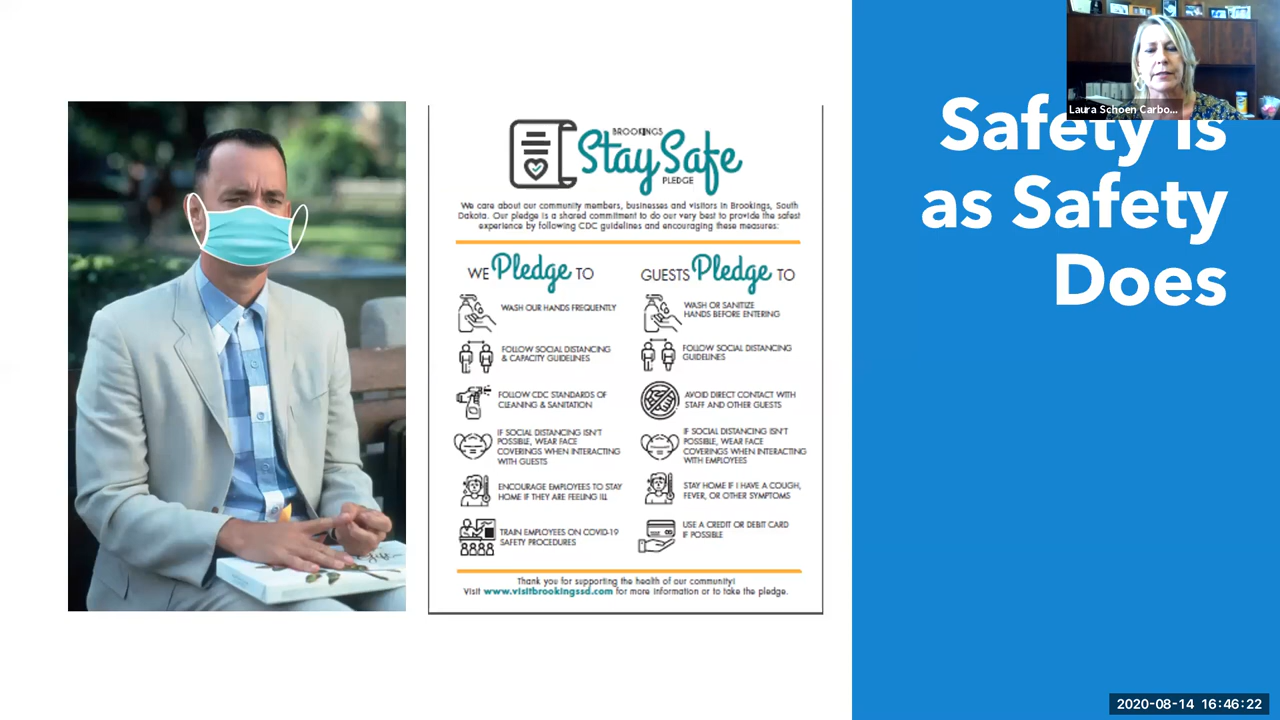 Laura Schoen Carbo...
Safety is
as Safety
Does
BROOKINGS
Stay Safe
PLEDGE
We care about our community members, businesses and visitors in Brookings, South
Dakota. Our pledge is a shared commitment to do our very best to provide the safest
experience by following CDC guidelines and encouraging these measures:
WE Pledge TO
WASH OUR HANDS FREQUENTLY
FOLLOW SOCIAL DISTANCING
& CAPACITY GUIDELINES
FOLLOW CDC STANDARDS OF
CLEANING & SANITATION
IF SOCIAL DISTANCING ISN'T
POSSIBLE, WEAR FACE
COVERINGS WHEN INTERACTING
WITH GUESTS
ENCOURAGE EMPLOYEES TO STAY
HOME IF THEY ARE FEELING ILL
TRAIN EMPLOYEES ON COVID-19
SAFETY PROCEDURES
GUESTS Pledge TO
WASH OR SANITIZE
HANDS BEFORE ENTERING
FOLLOW SOCIAL DISTANCING
GUIDELINES
AVOID DIRECT CONTACT WITH
STAFF AND OTHER GUESTS
IF SOCIAL DISTANCING ISN'T
POSSIBLE, WEAR FACE
COVERINGS WHEN INTERACTING
WITH EMPLOYEES
STAY HOME IF I HAVE A COUGH,
FEVER, OR OTHER SYMPTOMS
USE A CREDIT OR DEBIT CARD
IF POSSIBLE
Thank you for supporting the health of our community!
Visit www.visitbrookingssd.com for more information or to take the pledge.
2020-08-14 16:46:22